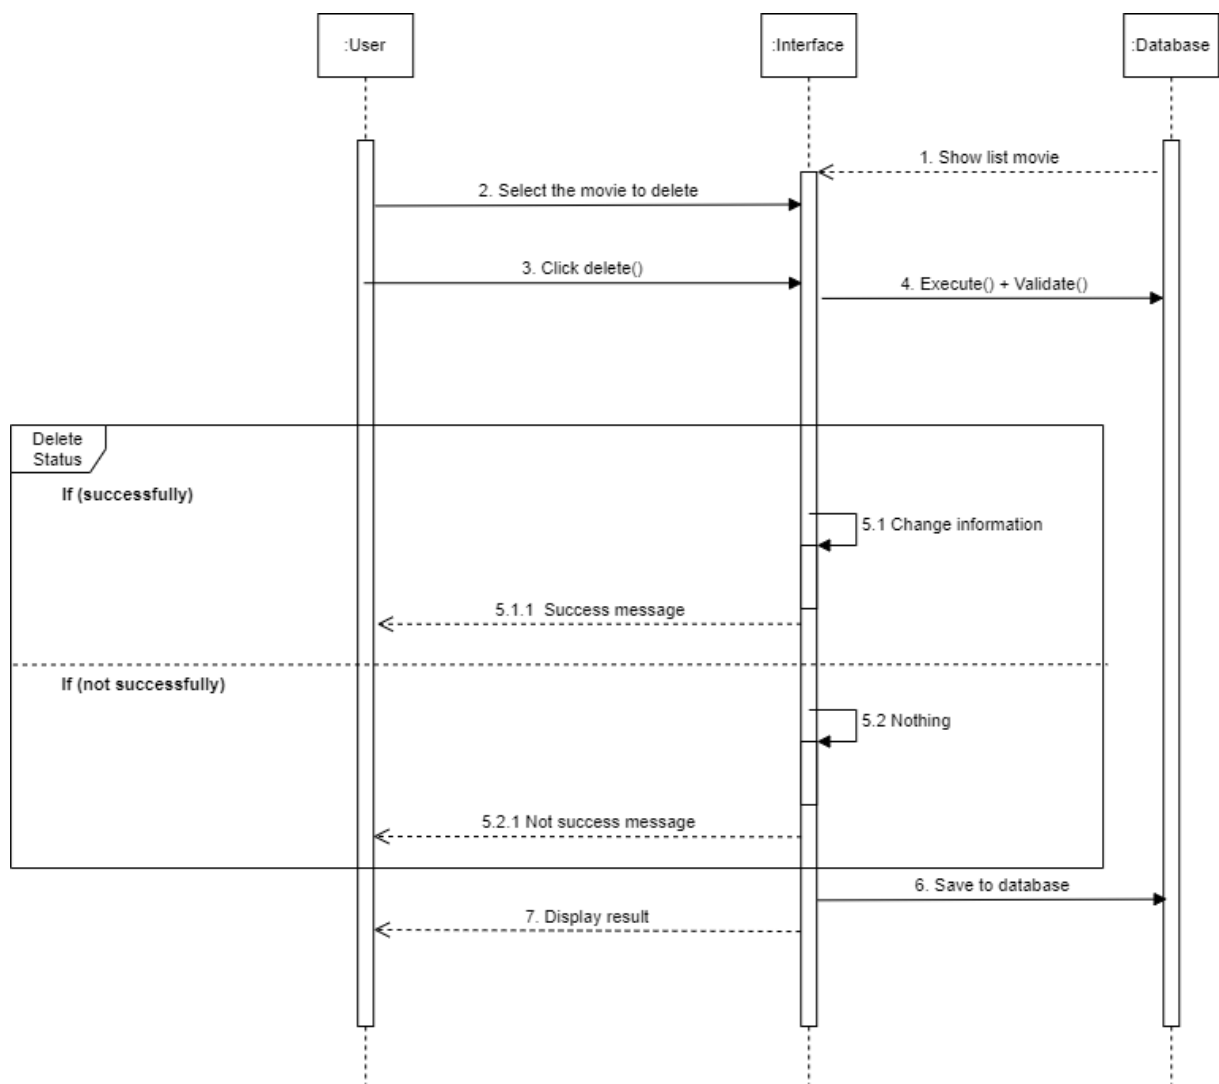 :User
:Interface
:Database
1. Show list movie
2. Select the movie to delete
3. Click delete()
4. Execute() + Validate()
Delete
Status
If (successfully)
5.1 Change information
5.1.1  Success message
If (not successfully)
5.2 Nothing
5.2.1 Not success message
6. Save to database
7. Display result